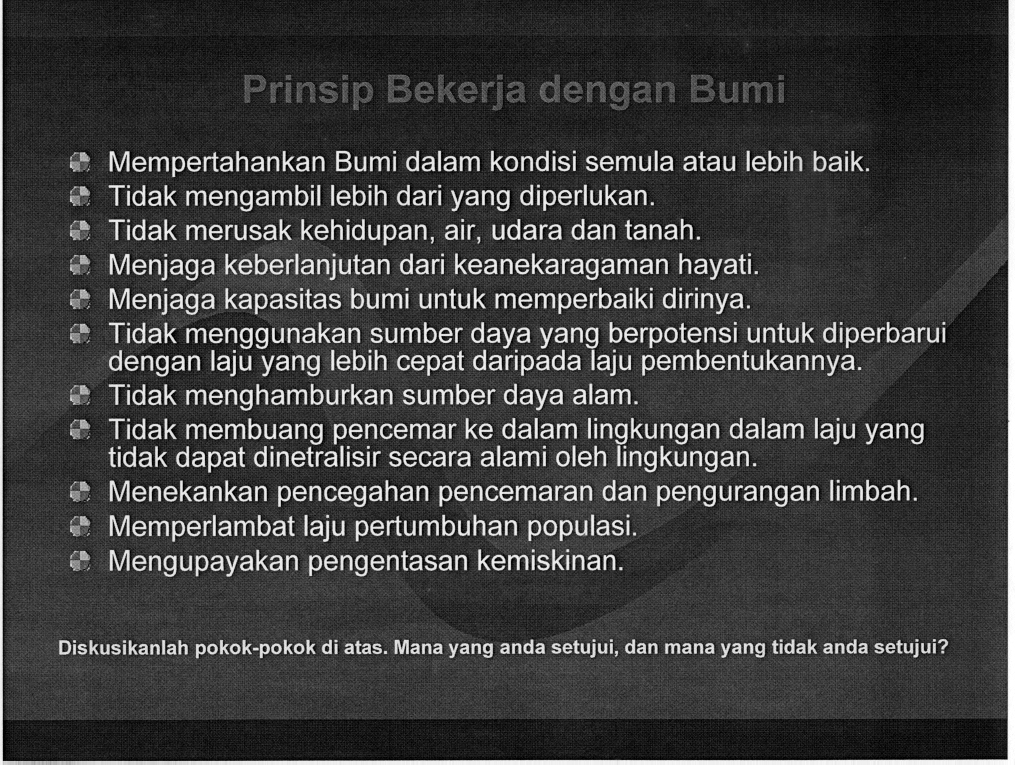 Prinsip Bekerja dengan Bumi
Mempertahankan Bumi dalam kondisi semula atau lebih baik.
Tidak mengambil lebih dari yang diperlukan.
Tidak merusak kehidupan, air, udara dan tanah.
Menjaga keberlanjutan dari keanekaragaman hayati.
Menjaga kapasitas bumi untuk memperbaiki dirinya.
Tidak menggunakan sumber daya yang berpotensi untuk diperbarui
dengan laju yang lebih cepat daripada laju pembentukannya.
Tidak menghamburkan sumber daya alam.
Tidak membuang pencemar ke dalam lingkungan dalam laju yang
tidak dapat dinetralisir secara alami oleh lingkungan.
Menekankan pencegahan pencemaran dan pengurangan limbah.
Memperlambat laju pertumbuhan populasi.
Mengupayakan pengentasan kemiskinan.
Diskusikanlah pokok-pokok di atas. Mana yang anda setujui, dan mana yang tidak anda setujui?